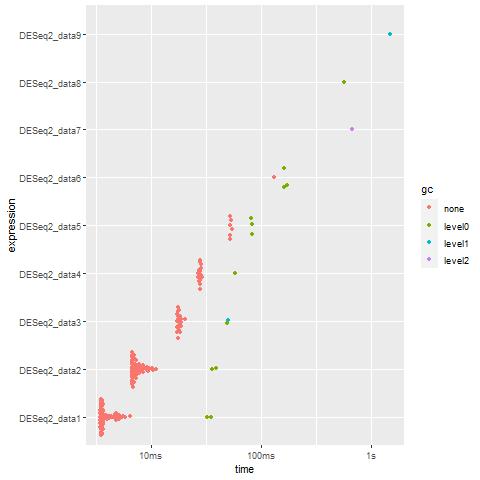 DESeq2_data9
DESeq2_data8
DESeq2_data7
DESeq2_data6
DESeq2_data5
DESeq2_data4
DESeq2_data3
DESeq2_data2
DESeq2_data1
expression
10ms 100ms 1s
time
gc
none
level0
level1
level2